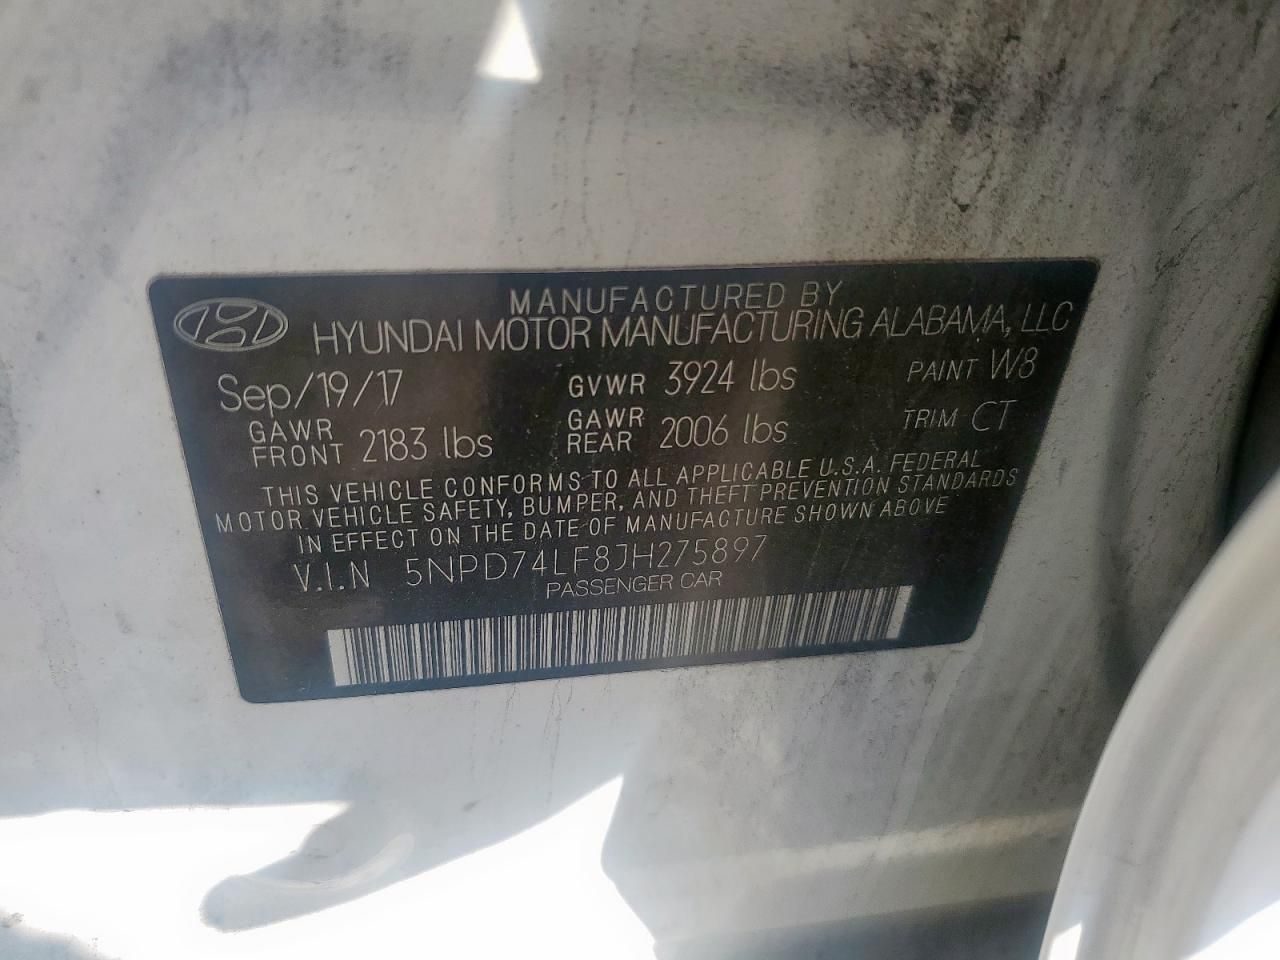 MANUFACTURED BY
HYUNDAI MOTOR MANUFACTURING ALABAMA, LLC
Sep/19/17 GVWR 3924 lbs PAINT W8
GAWR FRONT 2183 lbs GAWR REAR 2006 lbs TRIM CT
THIS VEHICLE CONFORMS TO ALL APPLICABLE U.S.A. FEDERAL
MOTOR VEHICLE SAFETY, BUMPER, AND THEFT PREVENTION STANDARDS
IN EFFECT ON THE DATE OF MANUFACTURE SHOWN ABOVE
V.I.N 5NPD74LF8JH275897
PASSENGER CAR